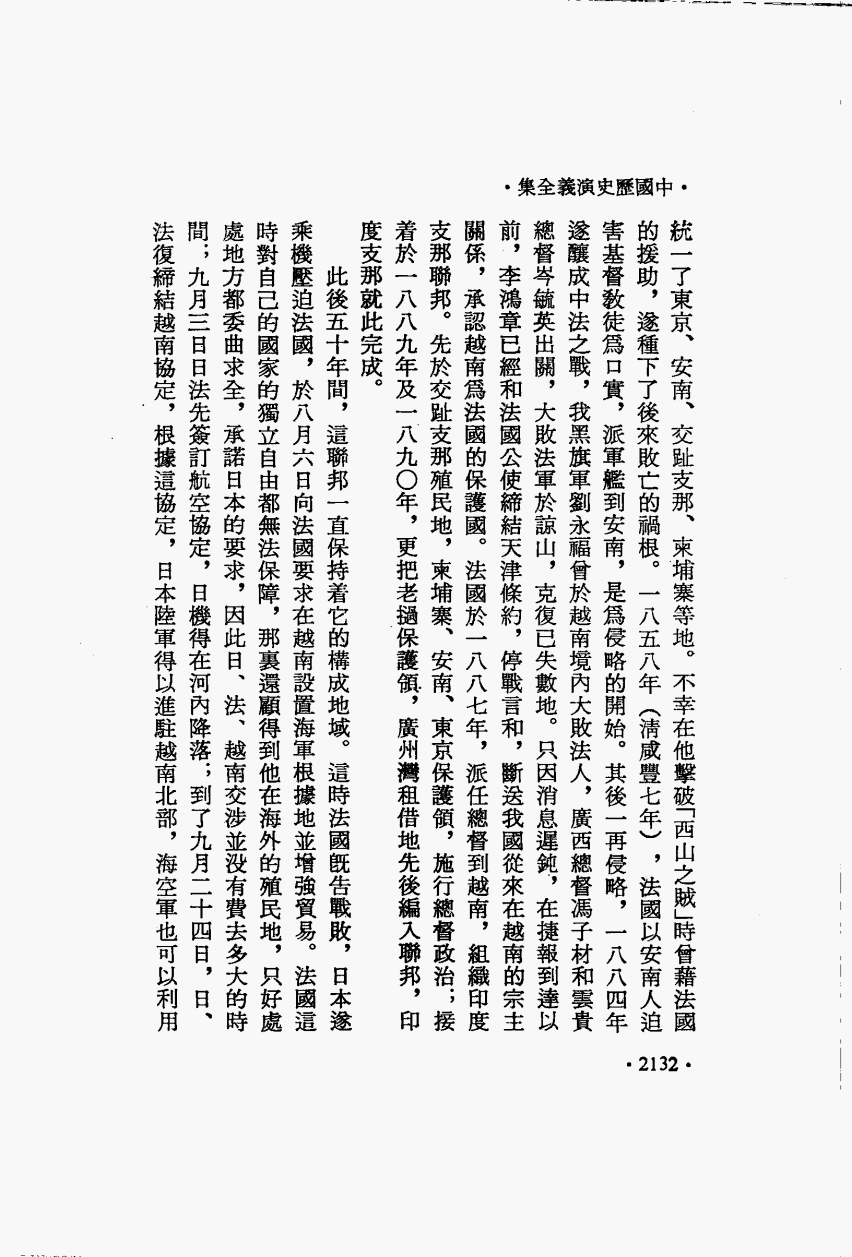 ·中國歷史演義全集·
統一了東京、安南、交趾支那、柬埔寨等地。不幸在他擊破「西山之賊」時曾藉法國
的援助，遂種下了後來敗亡的禍根。一八五八年（淸咸豐七年），法國以安南人迫
害基督教徒爲口實，派軍艦到安南，是爲侵略的開始。其後一再侵略，一八八四年
遂釀成中法之戰，我黑旗軍劉永福曾於越南境內大敗法人，廣西總督馮子材和雲貴
總督岑毓英出關，大敗法軍於諒山，克復已失數地。只因消息遲鈍，在捷報到達以
前，李鴻章已經和法國公使締結天津條約，停戰言和，斷送我國從來在越南的宗主
關係，承認越南爲法國的保護國。法國於一八八七年，派任總督到越南，組織印度
支那聯邦。先於交趾支那殖民地，柬埔寨、安南、東京保護領，施行總督政治；接
着於一八八九年及一八九〇年，更把老撾保護領，廣州灣租借地先後編入聯邦，印
度支那就此完成。
此後五十年間，這聯邦一直保持着它的構成地域。這時法國旣告戰敗，日本遂
乘機壓迫法國，於八月六日向法國要求在越南設置海軍根據地並增強貿易。法國這
時對自己的國家的獨立自由都無法保障，那裏還顧得到他在海外的殖民地，只好處
處地方都委曲求全，承諾日本的要求，因此日、法、越南交涉並没有費去多大的時
間；九月三日日法先簽訂航空協定，日機得在河內降落；到了九月二十四日，日、
法復締結越南協定，根據這協定，日本陸軍得以進駐越南北部，海空軍也可以利用
·2132·